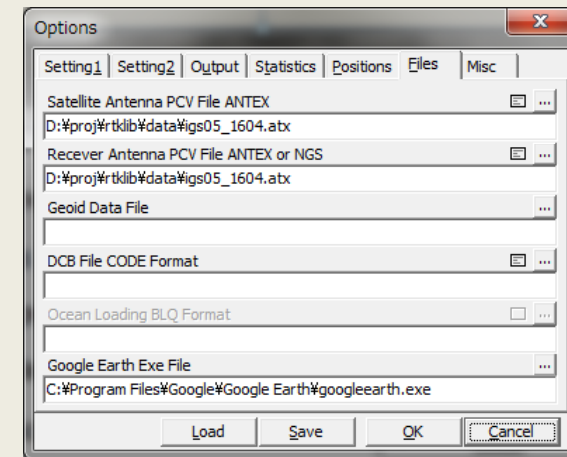 Options
x
Setting1 Setting2 Output Statistics Positions Files Misc
Satellite Antenna PCV File ANTEX ...
D:¥proj¥rtklib¥data¥igs05_1604.atx
Recever Antenna PCV File ANTEX or NGS ...
D:¥proj¥rtklib¥data¥igs05_1604.atx
Geoid Data File ...
DCB File CODE Format ...
Ocean Loading BLQ Format ...
Google Earth Exe File ...
C:¥Program Files¥Google¥Google Earth¥googleearth.exe
Load Save OK Cancel